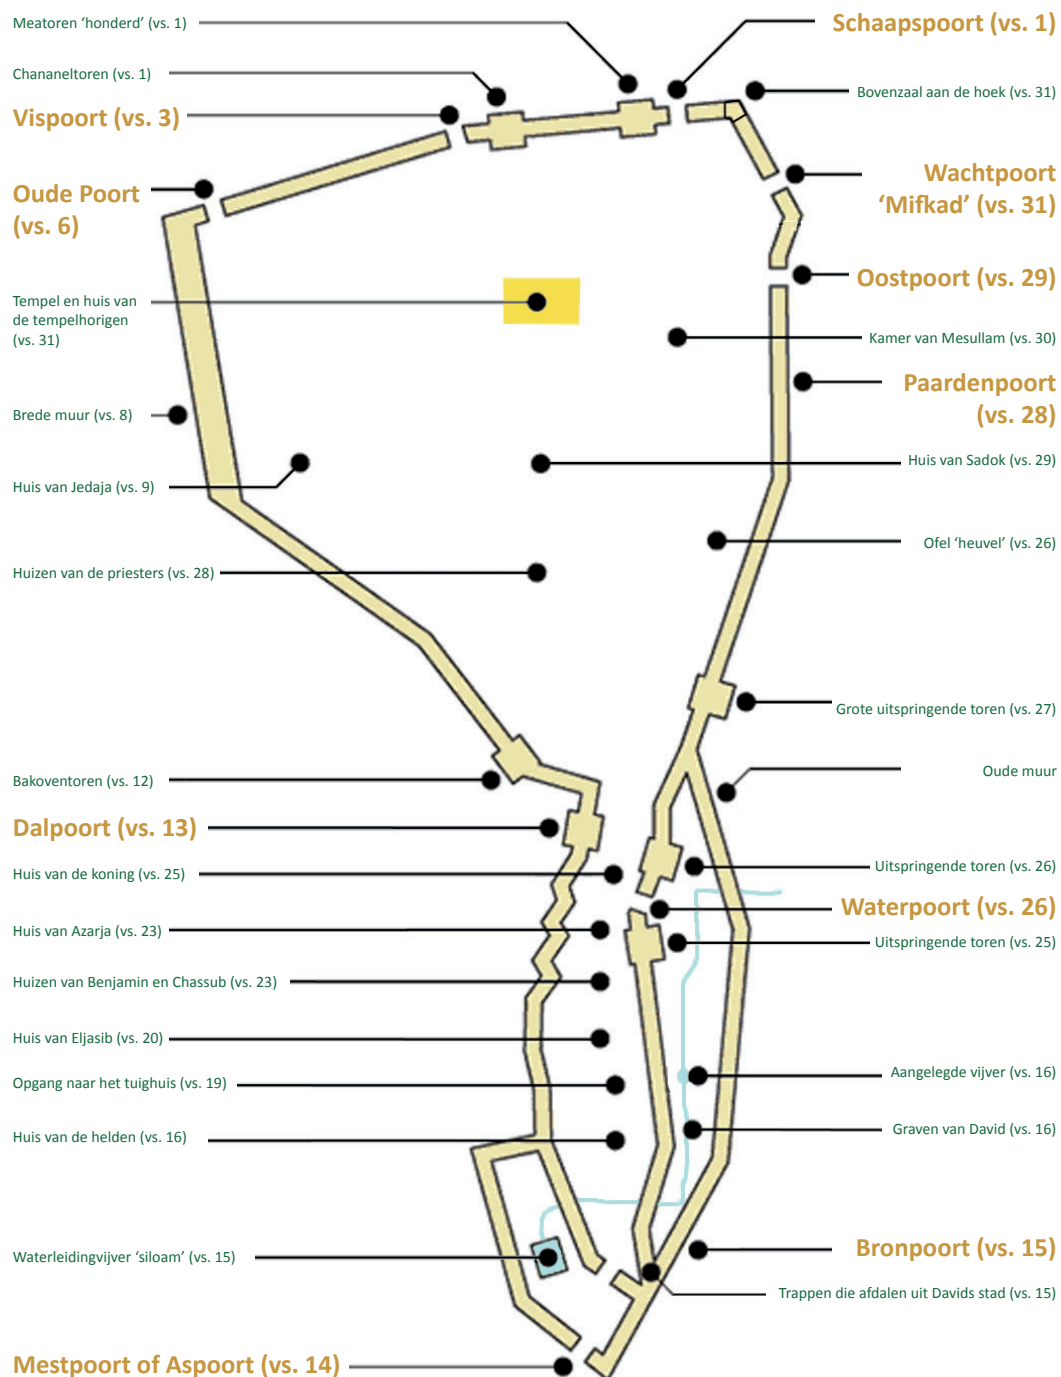 Meatoren ‘honderd’ (vs. 1)
Schaapspoort (vs. 1)
Chananeltoren (vs. 1)
Bovenzaal aan de hoek (vs. 31)
Vispoort (vs. 3)
Oude Poort
(vs. 6)
Wachtpoort
‘Mifkad’ (vs. 31)
Oostpoort (vs. 29)
Tempel en huis van
de tempelhorigen
(vs. 31)
Kamer van Mesullam (vs. 30)
Paardenpoort
(vs. 28)
Brede muur (vs. 8)
Huis van Sadok (vs. 29)
Huis van Jedaja (vs. 9)
Ofel ‘heuvel’ (vs. 26)
Huizen van de priesters (vs. 28)
Grote uitspringende toren (vs. 27)
Oude muur
Bakoventoren (vs. 12)
Dalpoort (vs. 13)
Huis van de koning (vs. 25)
Uitspringende toren (vs. 26)
Waterpoort (vs. 26)
Huis van Azarja (vs. 23)
Uitspringende toren (vs. 25)
Huizen van Benjamin en Chassub (vs. 23)
Huis van Eljasib (vs. 20)
Aangelegde vijver (vs. 16)
Opgang naar het tuighuis (vs. 19)
Graven van David (vs. 16)
Huis van de helden (vs. 16)
Bronpoort (vs. 15)
Waterleidingvijver ‘siloam’ (vs. 15)
Trappen die afdalen uit Davids stad (vs. 15)
Mestpoort of Aspoort (vs. 14)